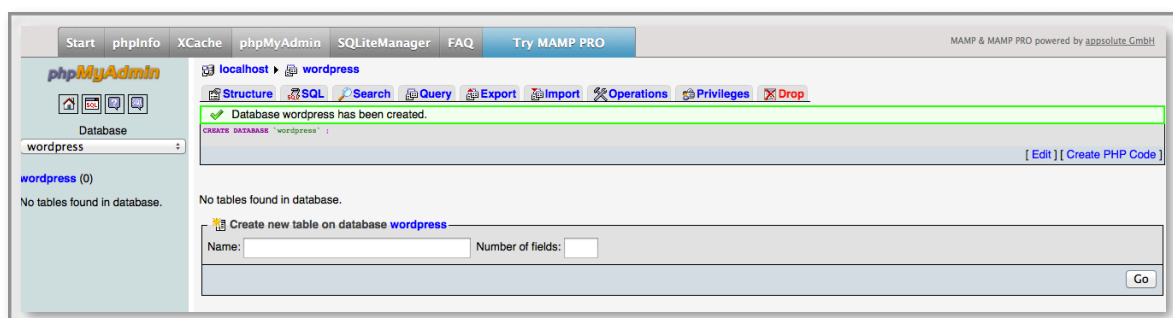 Start phpInfo XCache phpMyAdmin SQLiteManager FAQ Try MAMP PRO MAMP & MAMP PRO powered by appsolute GmbH
phpMyAdmin
Database
wordpress
wordpress (0)
No tables found in database.
localhost wordpress
Structure SQL Search Query Export Import Operations Privileges Drop
Database wordpress has been created.
CREATE DATABASE `wordpress` ;
[ Edit ] [ Create PHP Code ]
No tables found in database.
Create new table on database wordpress
Name: Number of fields:
Go